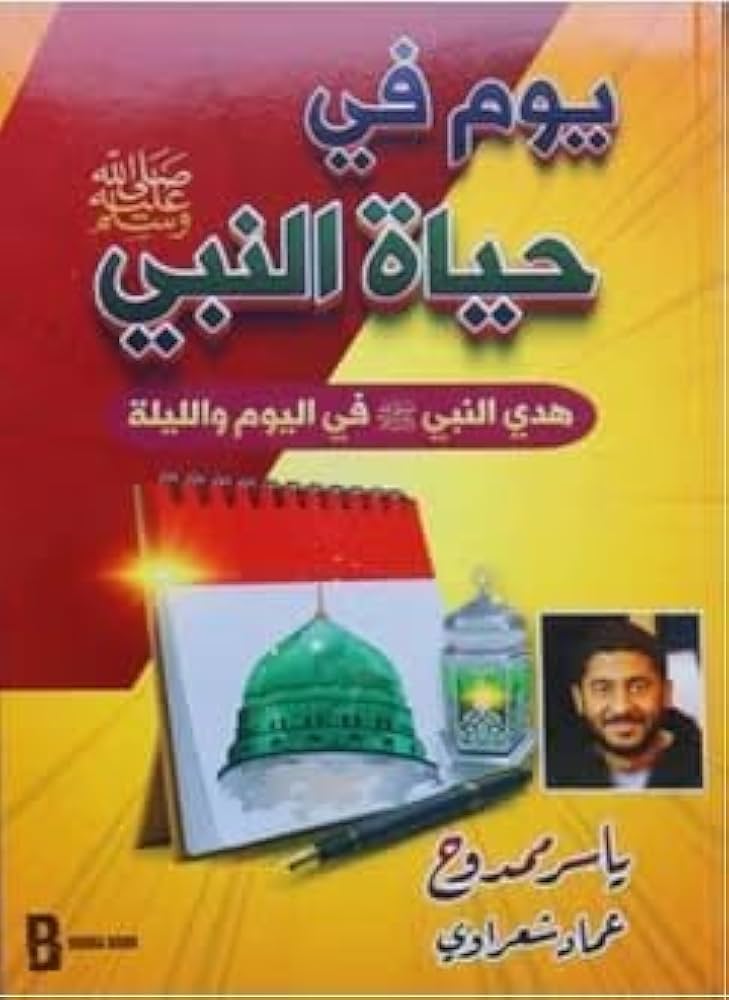 يوم في
صلى الله عليه وسلم
حياة النبي
هدي النبي ﷺ في اليوم والليلة
ياسر ممدوح
عماد شعراوي